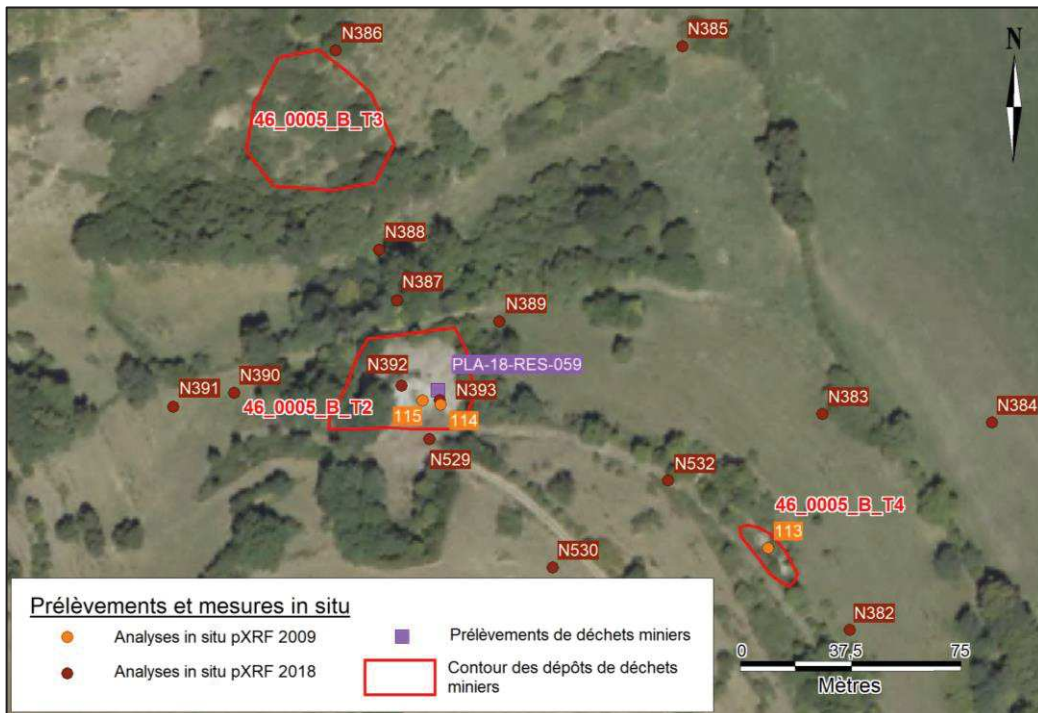 N386
N385
N
46_0005_B_T3
N388
N387
N389
N392
PLA-18-RES-059
N390
N393
N391
46_0005_B_T2
115
114
N383
N384
N529
N532
46_0005_B_T4
113
N530
N382
Prélèvements et mesures in situ
Analyses in situ pXRF 2009
Prélèvements de déchets miniers
Analyses in situ pXRF 2018
Contour des dépôts de déchets
miniers
0 37,5 75
Mètres